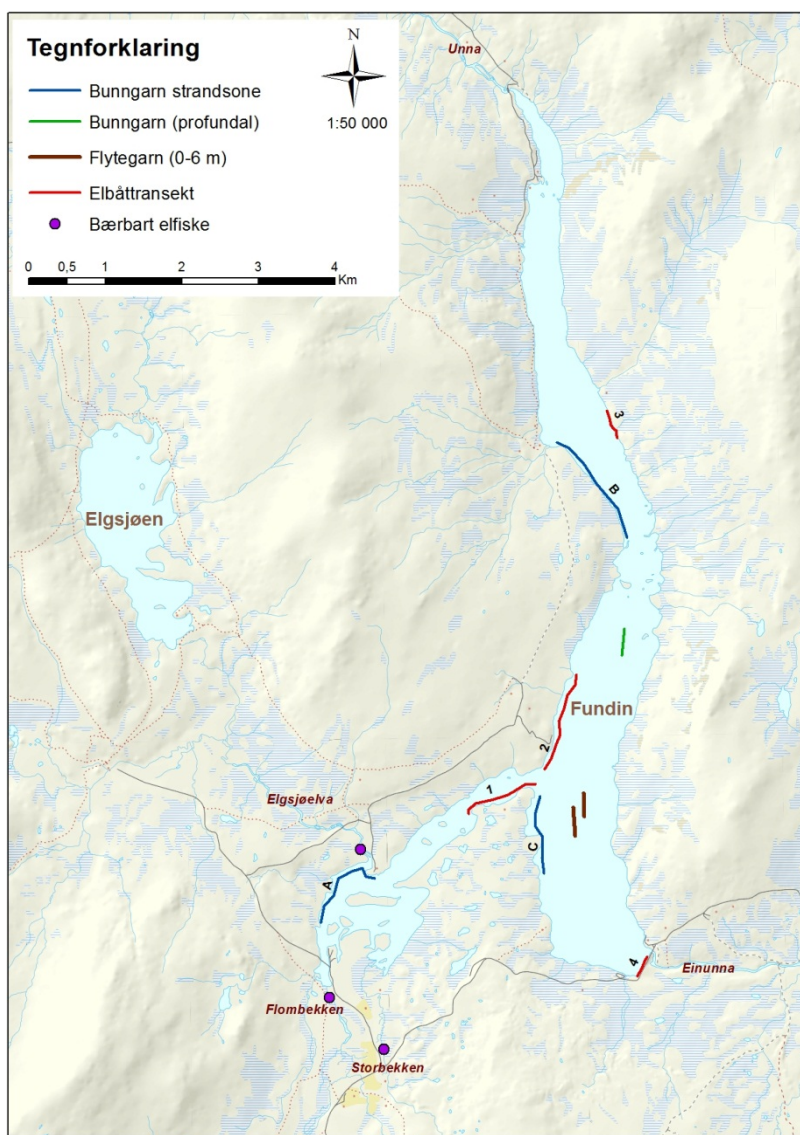 Tegnforklaring
N
1:50 000
Bunngarn strandsone
Bunngarn (profundal)
Flytegarn (0-6 m)
Elbåttransekt
Bærbart elfiske
0 0,5 1 2 3 4
Km
Unna
3
B
Elgsjøen
Fundin
2
1
Elgsjøelva
C
A
4
Einunna
Flombekken
Storbekken